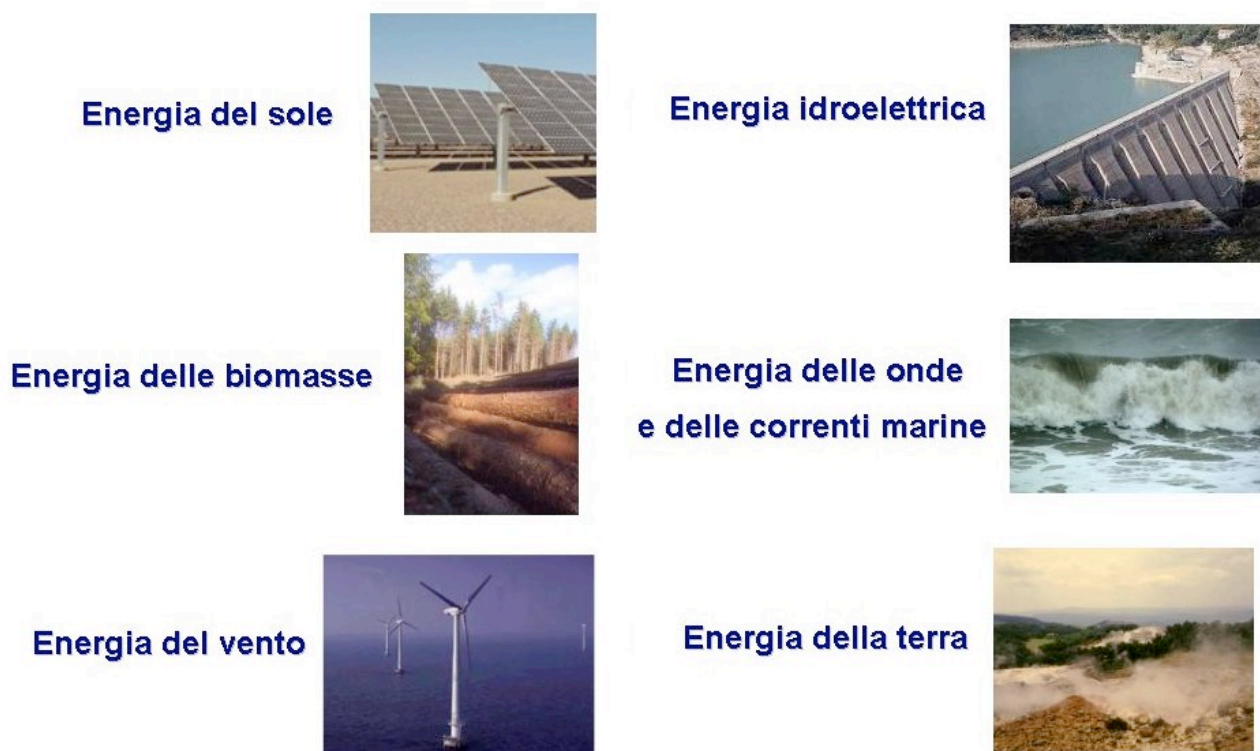 Energia del sole
Energia idroelettrica
Energia delle biomasse
Energia delle onde
e delle correnti marine
Energia del vento
Energia della terra